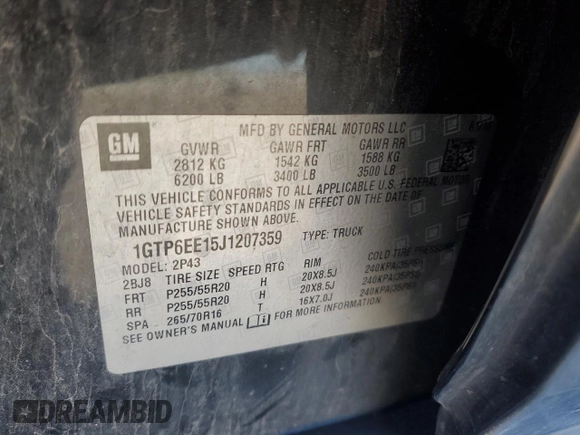 GM
MFD BY GENERAL MOTORS LLC
GVWR GAWR FRT GAWR RR
2812 KG 1542 KG 1588 KG
6200 LB 3400 LB 3500 LB
THIS VEHICLE CONFORMS TO ALL APPLICABLE U.S. FEDERAL MOTOR
VEHICLE SAFETY STANDARDS IN EFFECT ON THE DATE OF
MANUFACTURE SHOWN ABOVE.
1GTP6EE15J1207359 TYPE: TRUCK
MODEL: 2P43
2BJ8 TIRE SIZE SPEED RTG RIM COLD TIRE
FRT P255/55R20 H 20X8.5J 240KPA(35PSI)
RR P255/55R20 H 20X8.5J 240KPA(35PSI)
SPA 265/70R16 T 16X7.0J 240KPA(35PSI)
SEE OWNER'S MANUAL FOR MORE INFORMATION
DREAMBID